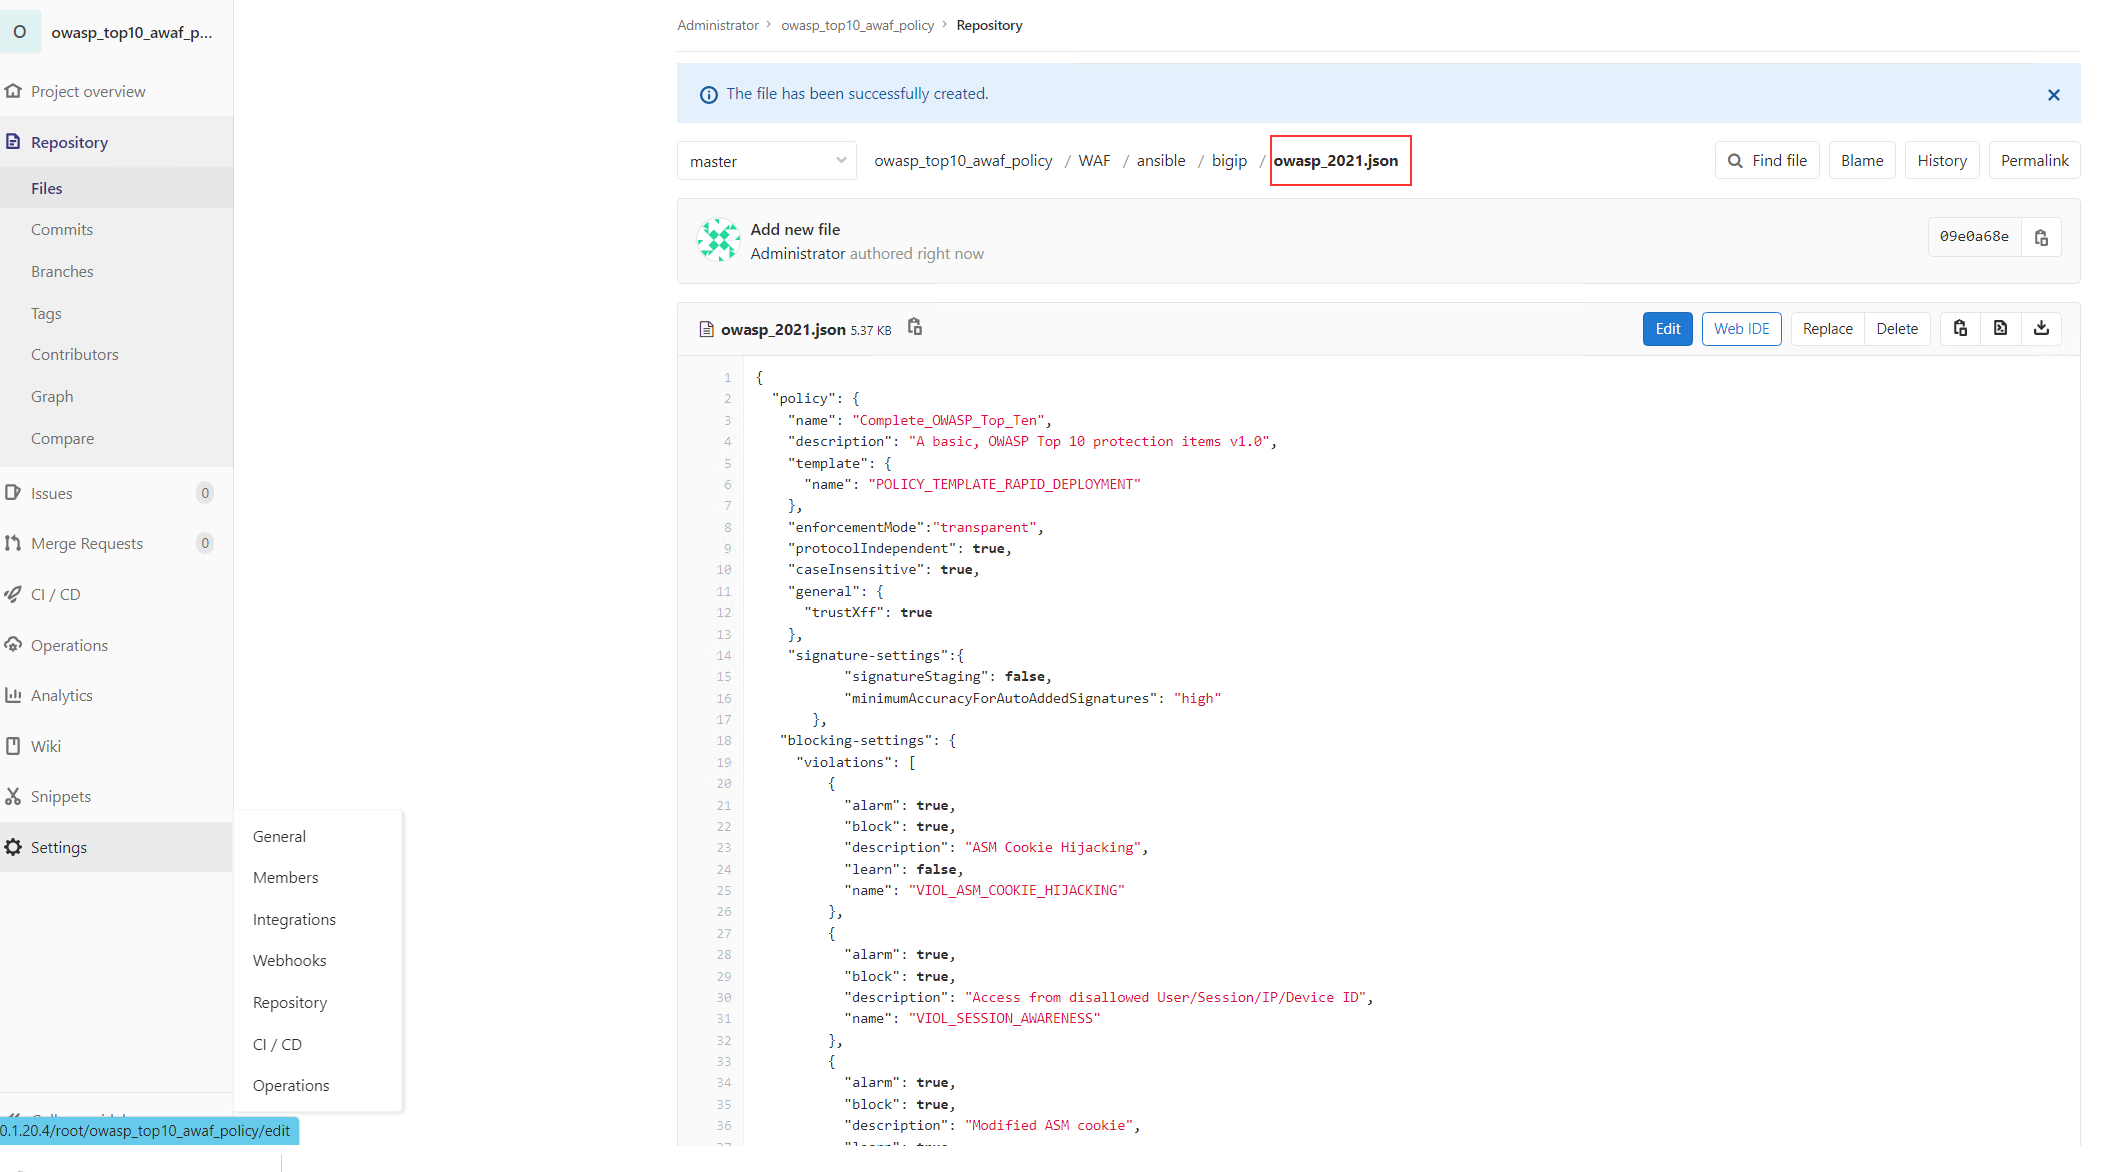 O
owasp_top10_awaf_p...
Project overview
Repository
Files
Commits
Branches
Tags
Contributors
Graph
Compare
Issues 0
Merge Requests 0
CI / CD
Operations
Analytics
Wiki
Snippets
Settings
General
Members
Integrations
Webhooks
Repository
CI / CD
Operations
0.1.20.4/root/owasp_top10_awaf_policy/edit
Administrator > owasp_top10_awaf_policy > Repository
The file has been successfully created.
master
owasp_top10_awaf_policy / WAF / ansible / bigip / owasp_2021.json
Find file Blame History Permalink
Add new file
Administrator authored right now
09e0a68e
owasp_2021.json 5.37 KB
Edit Web IDE Replace Delete
1 {
2 "policy": {
3 "name": "Complete_OWASP_Top_Ten",
4 "description": "A basic, OWASP Top 10 protection items v1.0",
5 "template": {
6 "name": "POLICY_TEMPLATE_RAPID_DEPLOYMENT"
7 },
8 "enforcementMode":"transparent",
9 "protocolIndependent": true,
10 "caseInsensitive": true,
11 "general": {
12 "trustXff": true
13 },
14 "signature-settings":{
15 "signatureStaging": false,
16 "minimumAccuracyForAutoAddedSignatures": "high"
17 },
18 "blocking-settings": {
19 "violations": [
20 {
21 "alarm": true,
22 "block": true,
23 "description": "ASM Cookie Hijacking",
24 "learn": false,
25 "name": "VIOL_ASM_COOKIE_HIJACKING"
26 },
27 {
28 "alarm": true,
29 "block": true,
30 "description": "Access from disallowed User/Session/IP/Device ID",
31 "name": "VIOL_SESSION_AWARENESS"
32 },
33 {
34 "alarm": true,
35 "block": true,
36 "description": "Modified ASM cookie",